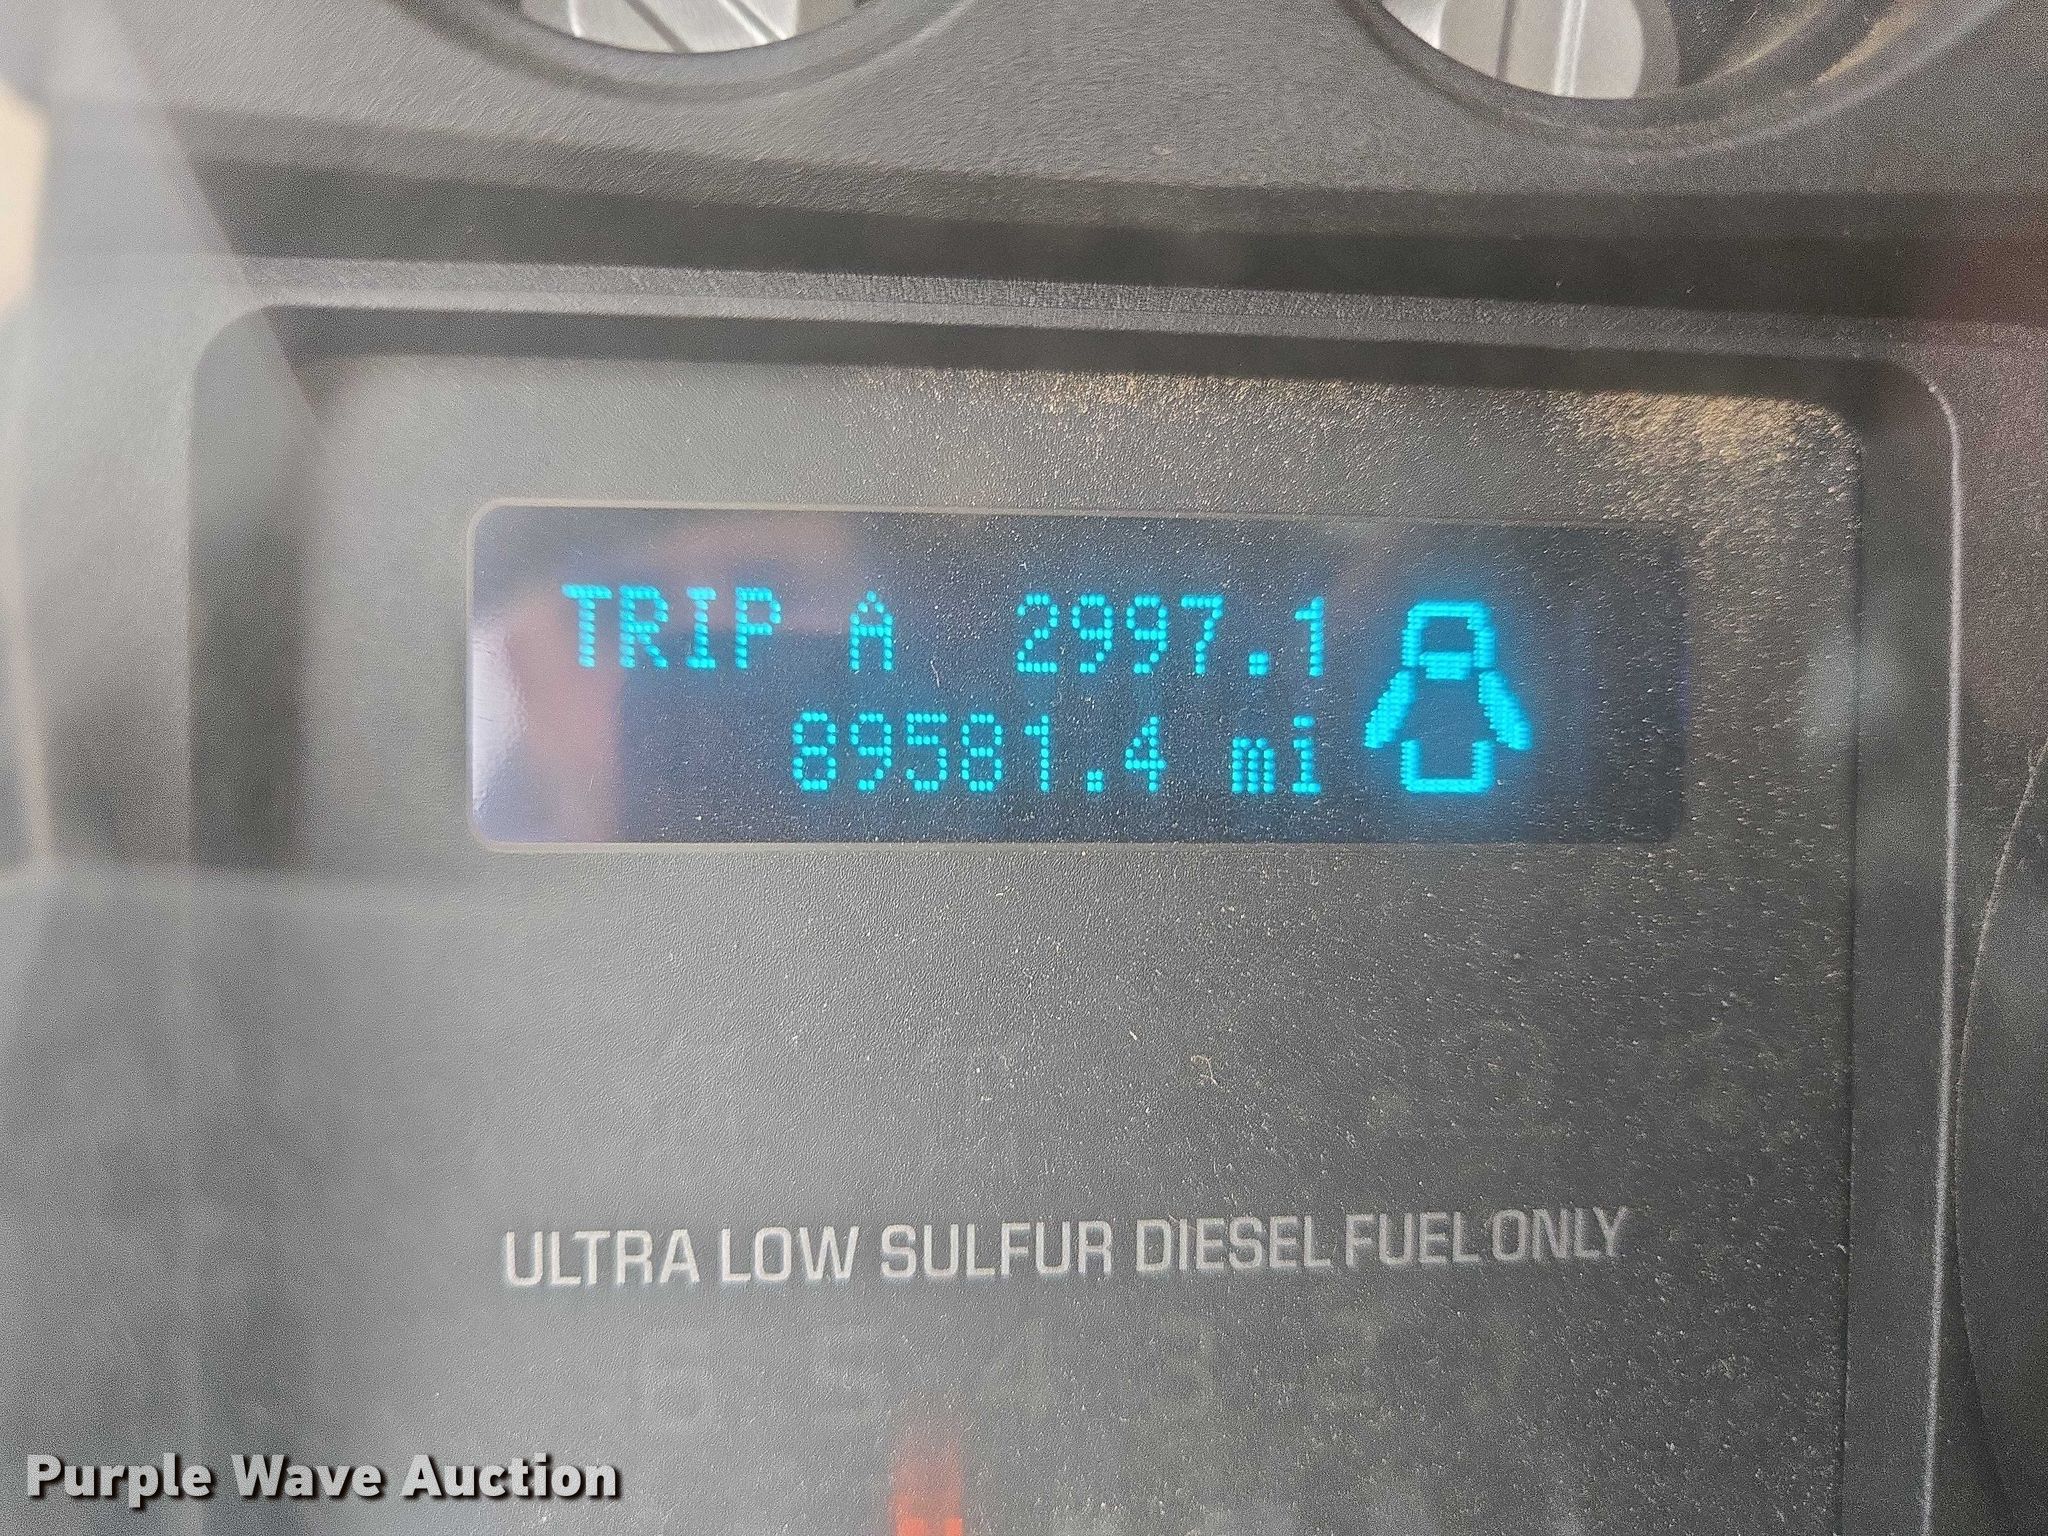 TRIP A 2997.1
89581.4 mi
ULTRA LOW SULFUR DIESEL FUEL ONLY
Purple Wave Auction